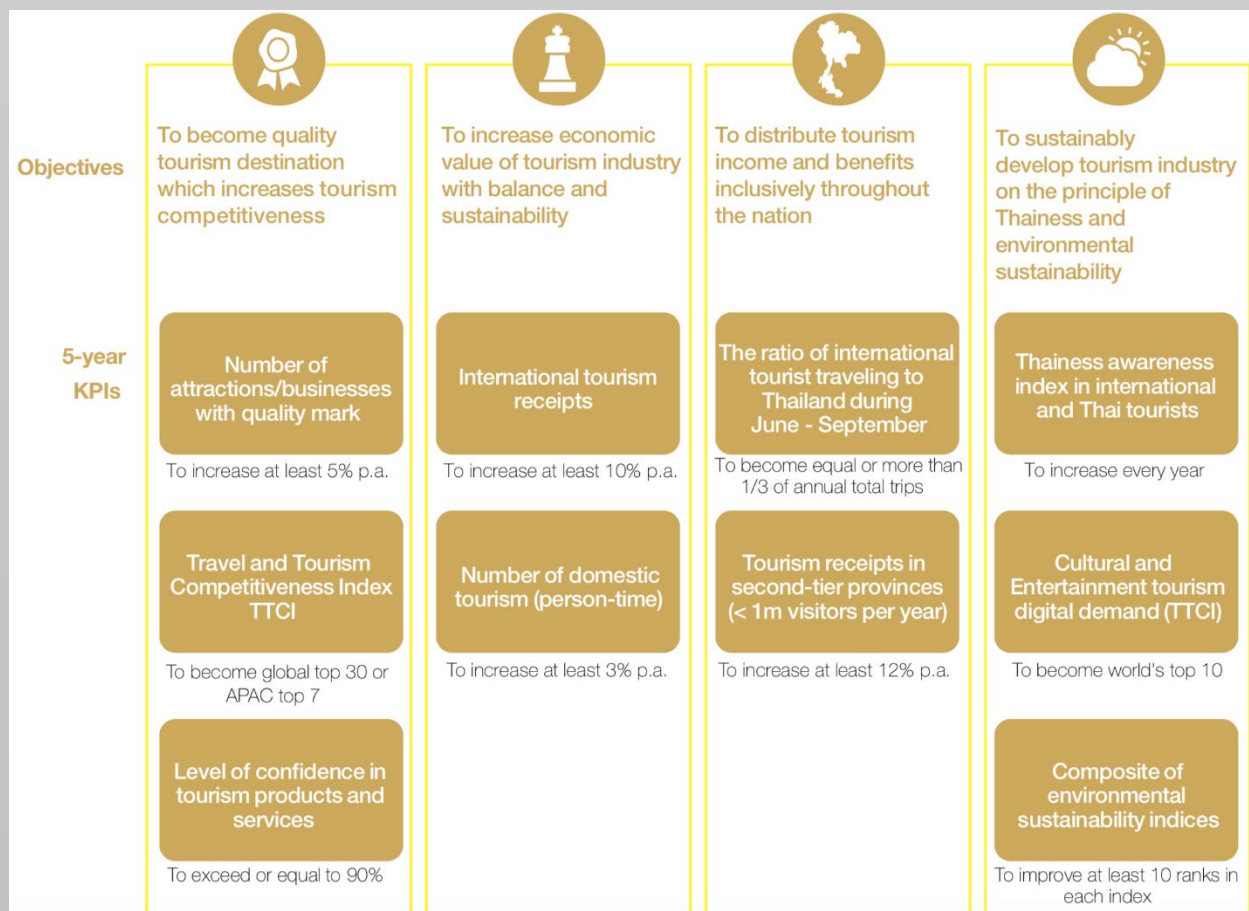 Objectives
To become quality
tourism destination
which increases tourism
competitiveness
To increase economic
value of tourism industry
with balance and
sustainability
To distribute tourism
income and benefits
inclusively throughout
the nation
To sustainably
develop tourism industry
on the principle of
Thainess and
environmental
sustainability
5-year
KPIs
Number of
attractions/businesses
with quality mark
To increase at least 5% p.a.
Travel and Tourism
Competitiveness Index
TTCI
To become global top 30 or
APAC top 7
Level of confidence in
tourism products and
services
To exceed or equal to 90%
International tourism
receipts
To increase at least 10% p.a.
Number of domestic
tourism (person-time)
To increase at least 3% p.a.
The ratio of international
tourist traveling to
Thailand during
June - September
To become equal or more than
1/3 of annual total trips
Tourism receipts in
second-tier provinces
(< 1m visitors per year)
To increase at least 12% p.a.
Thainess awareness
index in international
and Thai tourists
To increase every year
Cultural and
Entertainment tourism
digital demand (TTCI)
To become world's top 10
Composite of
environmental
sustainability indices
To improve at least 10 ranks in
each index